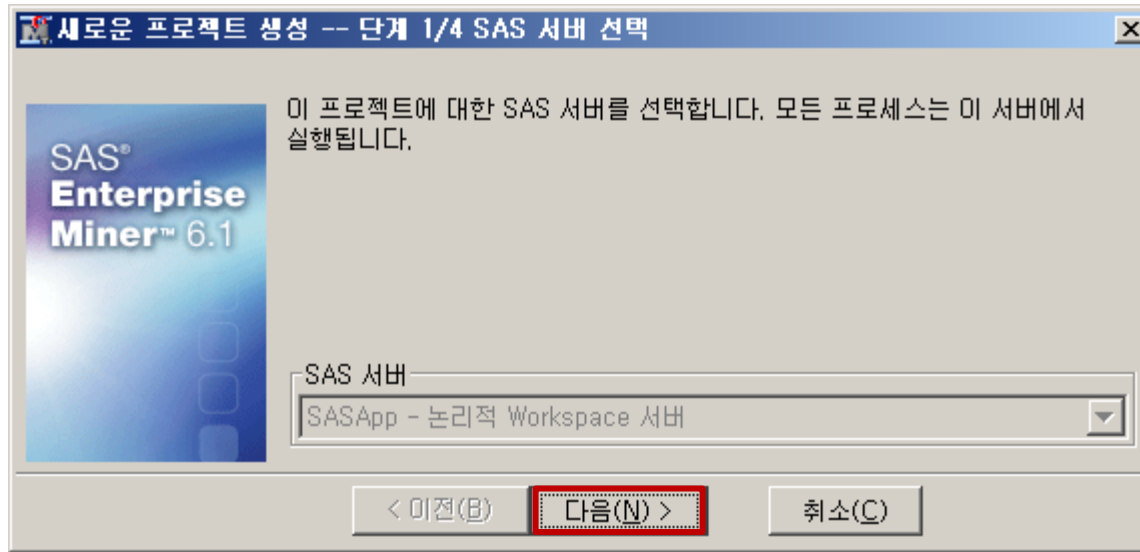 새로운 프로젝트 생성 -- 단계 1/4 SAS 서버 선택
이 프로젝트에 대한 SAS 서버를 선택합니다. 모든 프로세스는 이 서버에서
실행됩니다.
SAS®
Enterprise
Miner™ 6.1
SAS 서버
SASApp - 논리적 Workspace 서버
< 이전(B) 다음(N) > 취소(C)